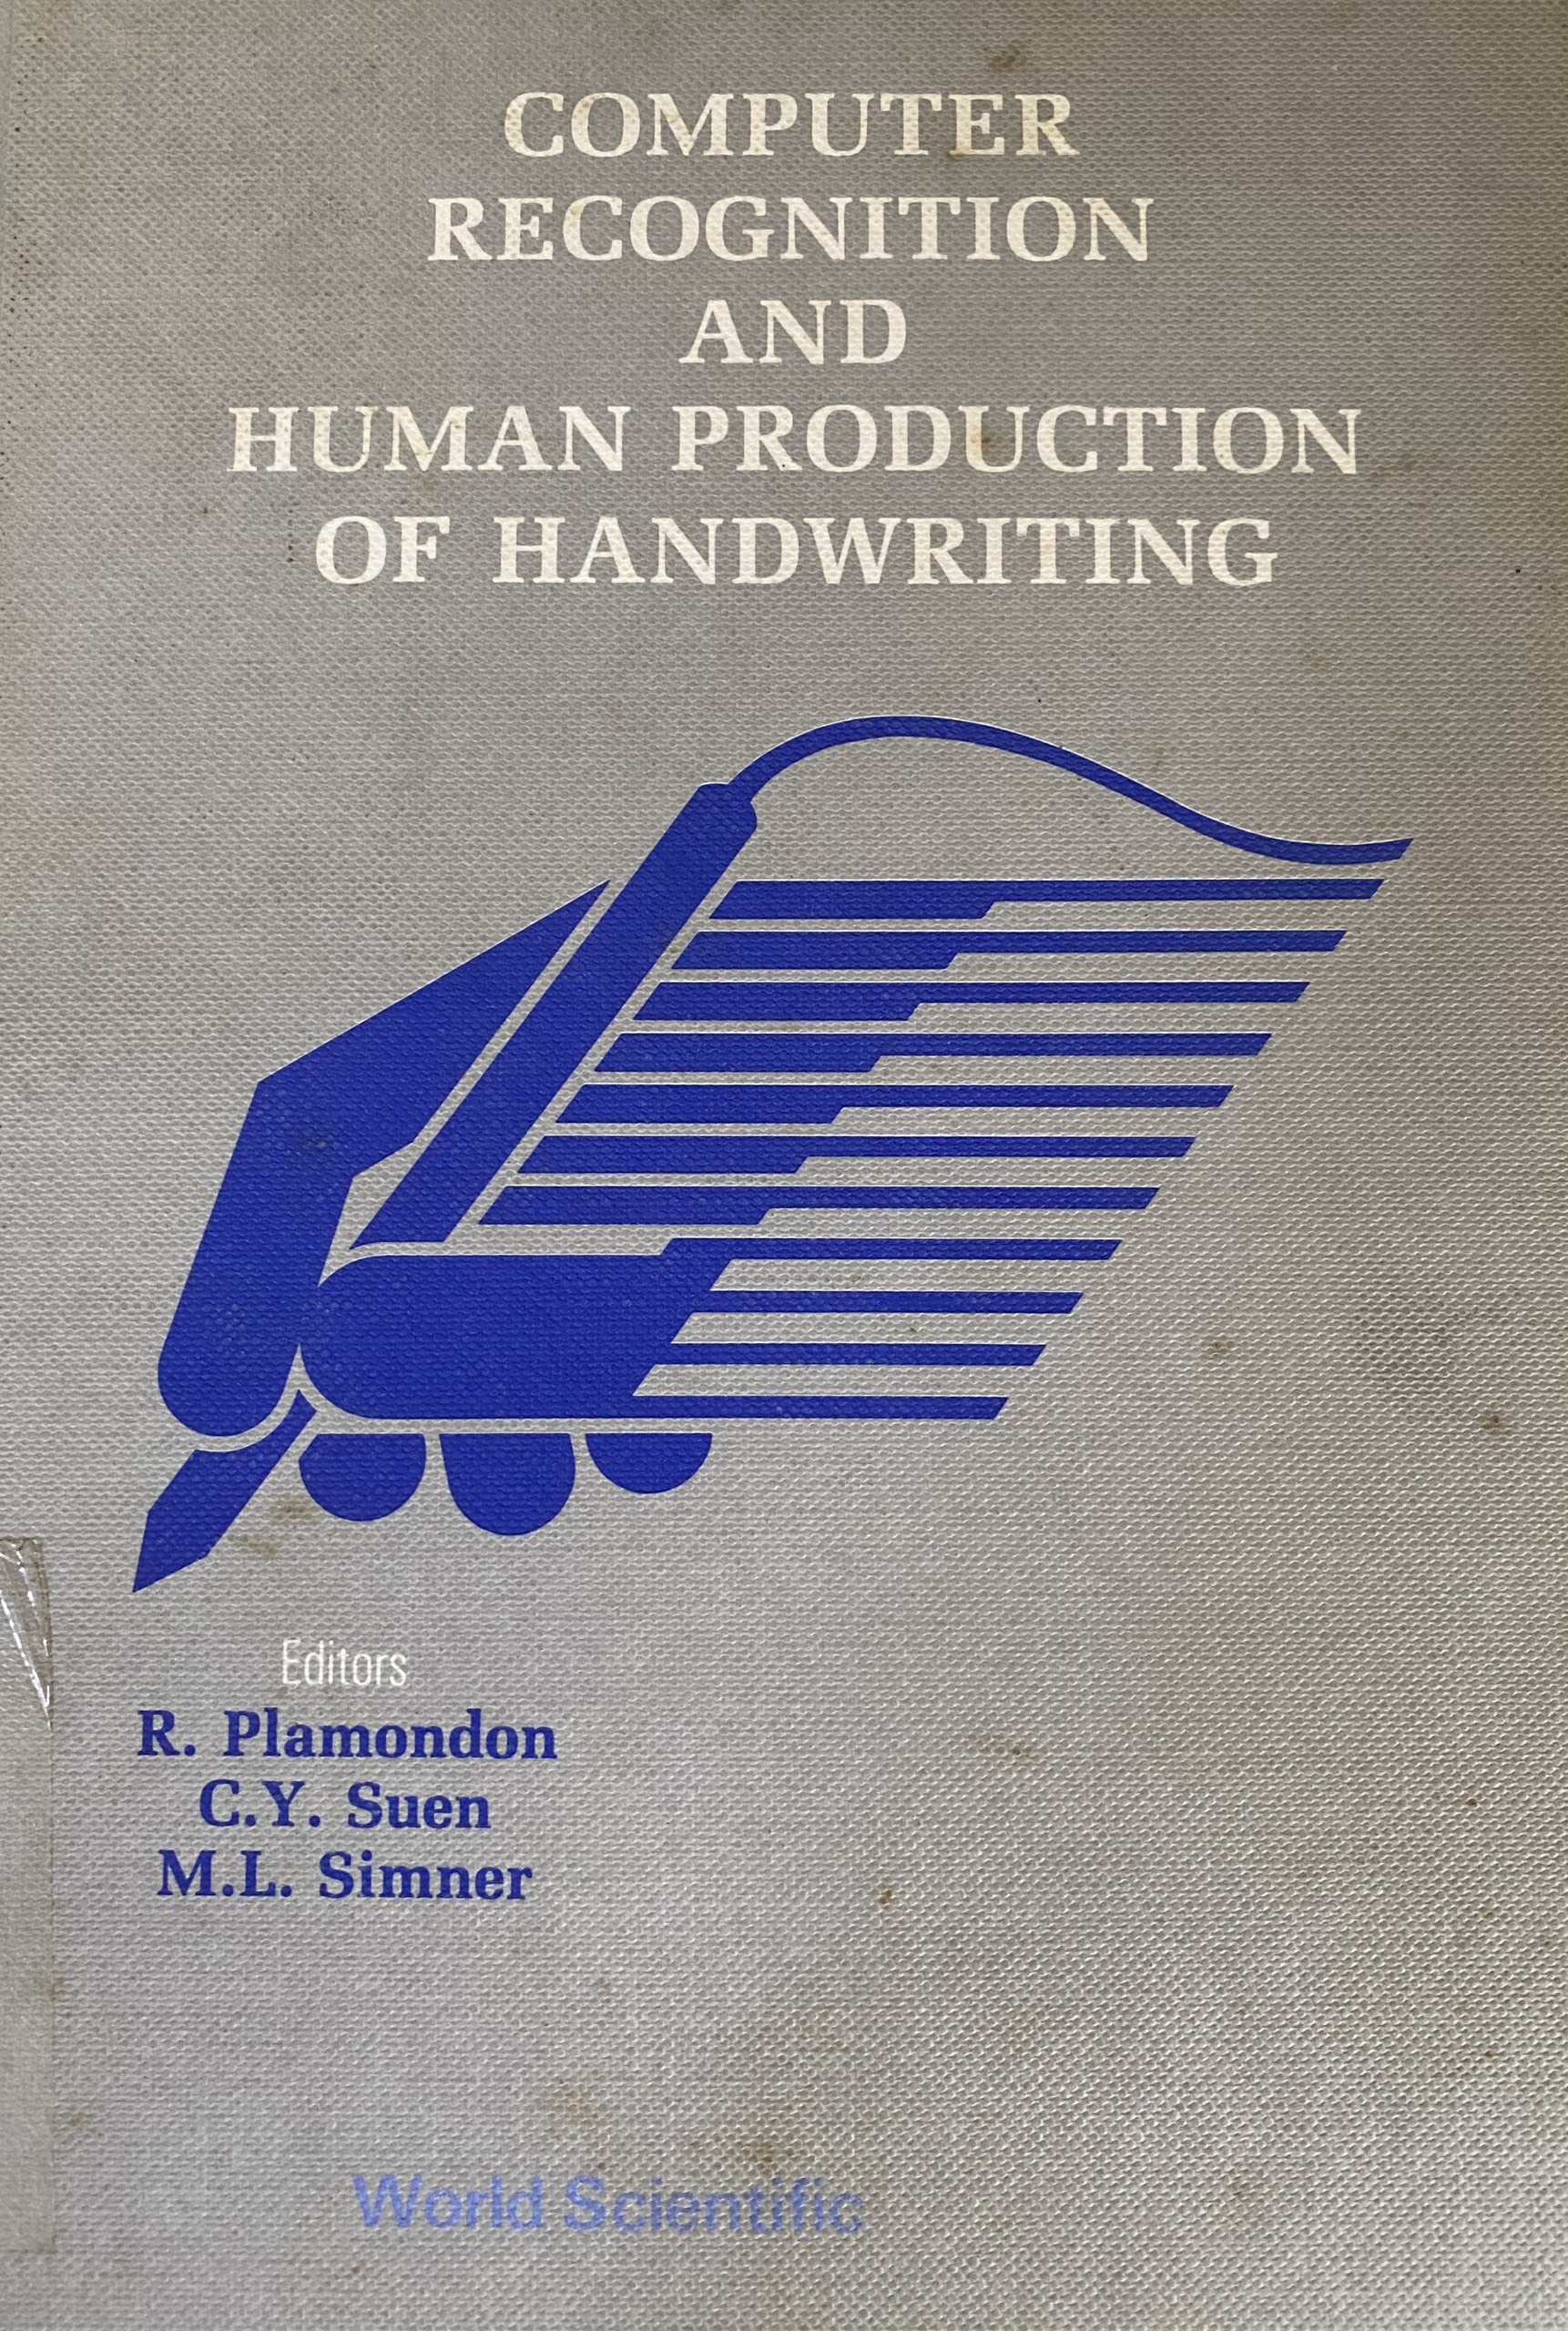 COMPUTER
RECOGNITION
AND
HUMAN PRODUCTION
OF HANDWRITING
Editors
R. Plamondon
C.Y. Suen
M.L. Simner
World Scientific